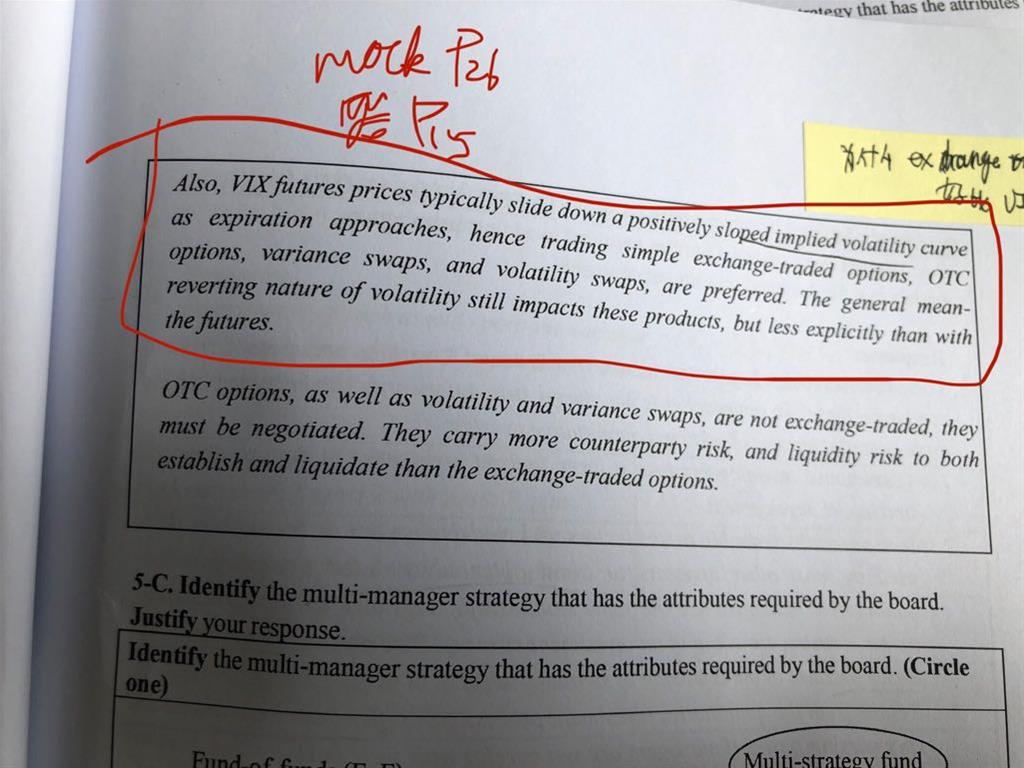 strategy that has the attributes
mock P26
P15
exchange
Also, VIX futures prices typically slide down a positively sloped implied volatility curve
as expiration approaches, hence trading simple exchange-traded options, OTC
options, variance swaps, and volatility swaps, are preferred. The general mean-
reverting nature of volatility still impacts these products, but less explicitly than with
the futures.
OTC options, as well as volatility and variance swaps, are not exchange-traded, they
must be negotiated. They carry more counterparty risk, and liquidity risk to both
establish and liquidate than the exchange-traded options.
5-C. Identify the multi-manager strategy that has the attributes required by the board.
Justify your response.
Identify the multi-manager strategy that has the attributes required by the board. (Circle
one)
Fund-of funds (FoF)
Multi-strategy fund